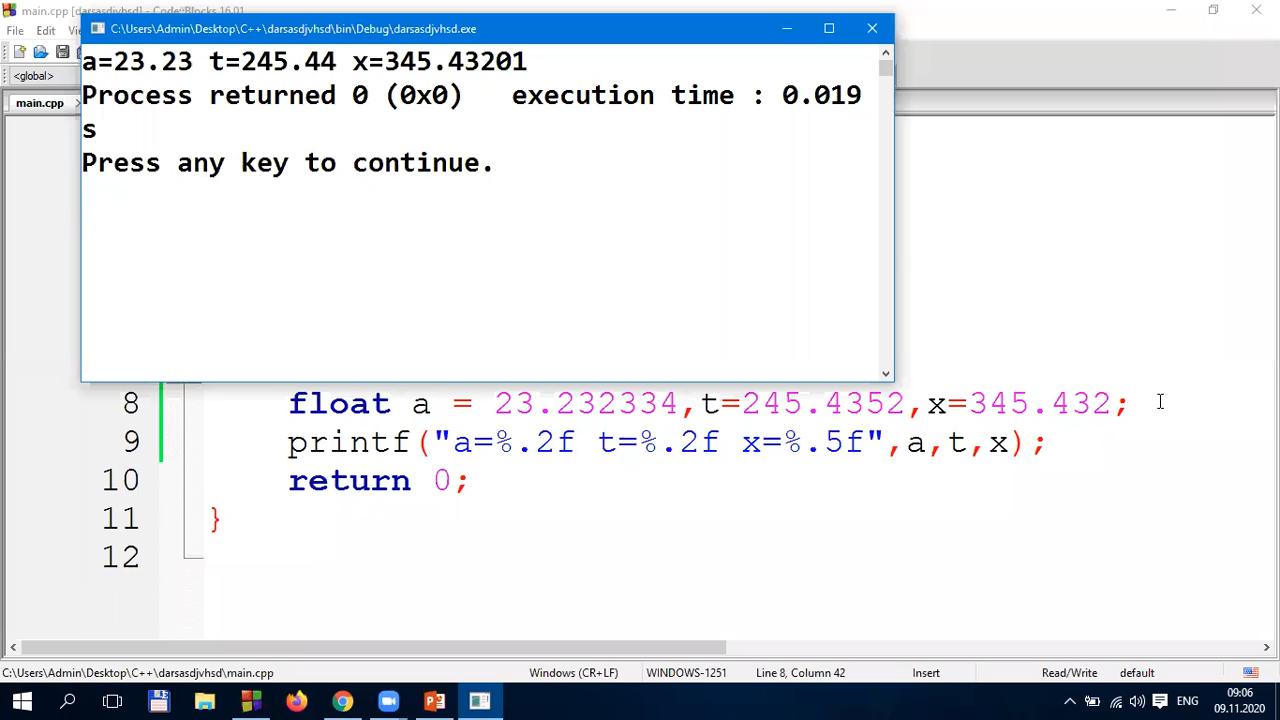 main.cpp [darsasdjvhsd] - Code::Blocks 16.01
C:\Users\Admin\Desktop\C++\darsasdjvhsd\bin\Debug\darsasdjvhsd.exe
File Edit
<global>
main.cpp
a=23.23 t=245.44 x=345.43201
Process returned 0 (0x0)   execution time : 0.019
s
Press any key to continue.
8 float a = 23.232334,t=245.4352,x=345.432;
9 printf("a=%.2f t=%.2f x=%.5f",a,t,x);
10 return 0;
11 }
12
C:\Users\Admin\Desktop\C++\darsasdjvhsd\main.cpp Windows (CR+LF) WINDOWS-1251 Line 8, Column 42 Insert Read/Write default
ENG 09:06
09.11.2020